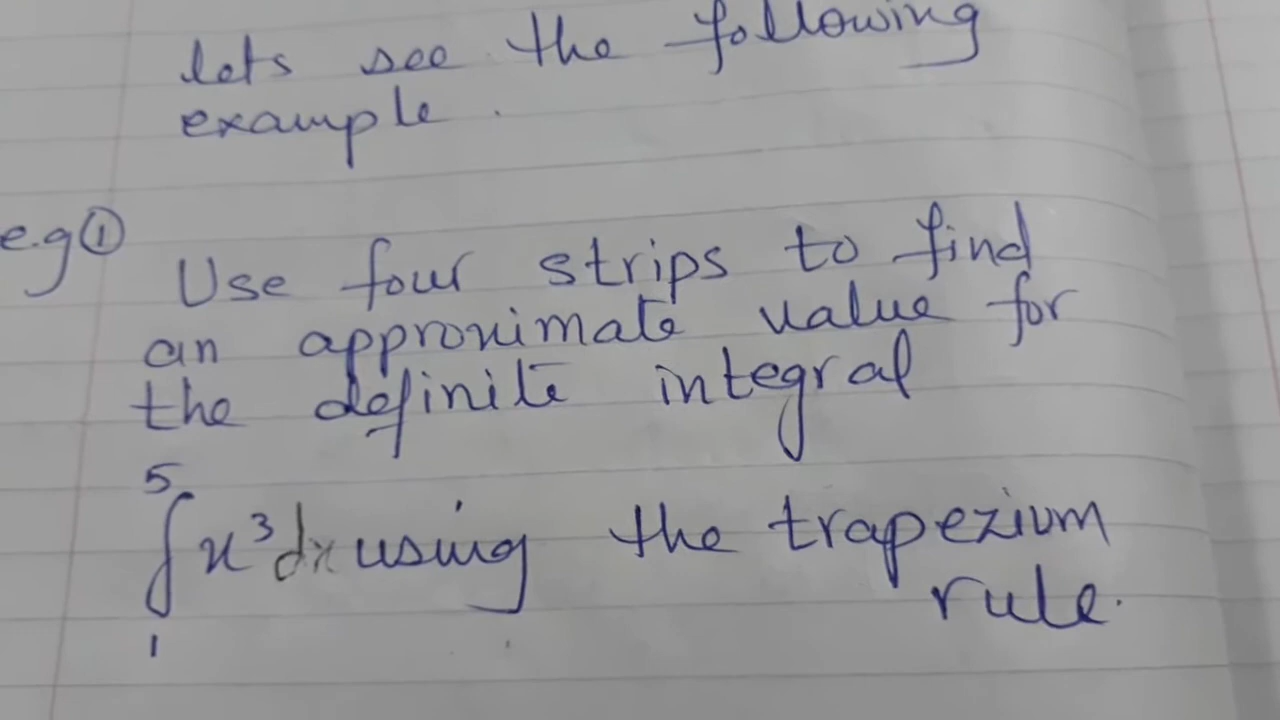 lets see the following
example.
eg①
Use four strips to find
an approximate value for
the definite integral
5
∫x³dx using the trapezium
1
rule.